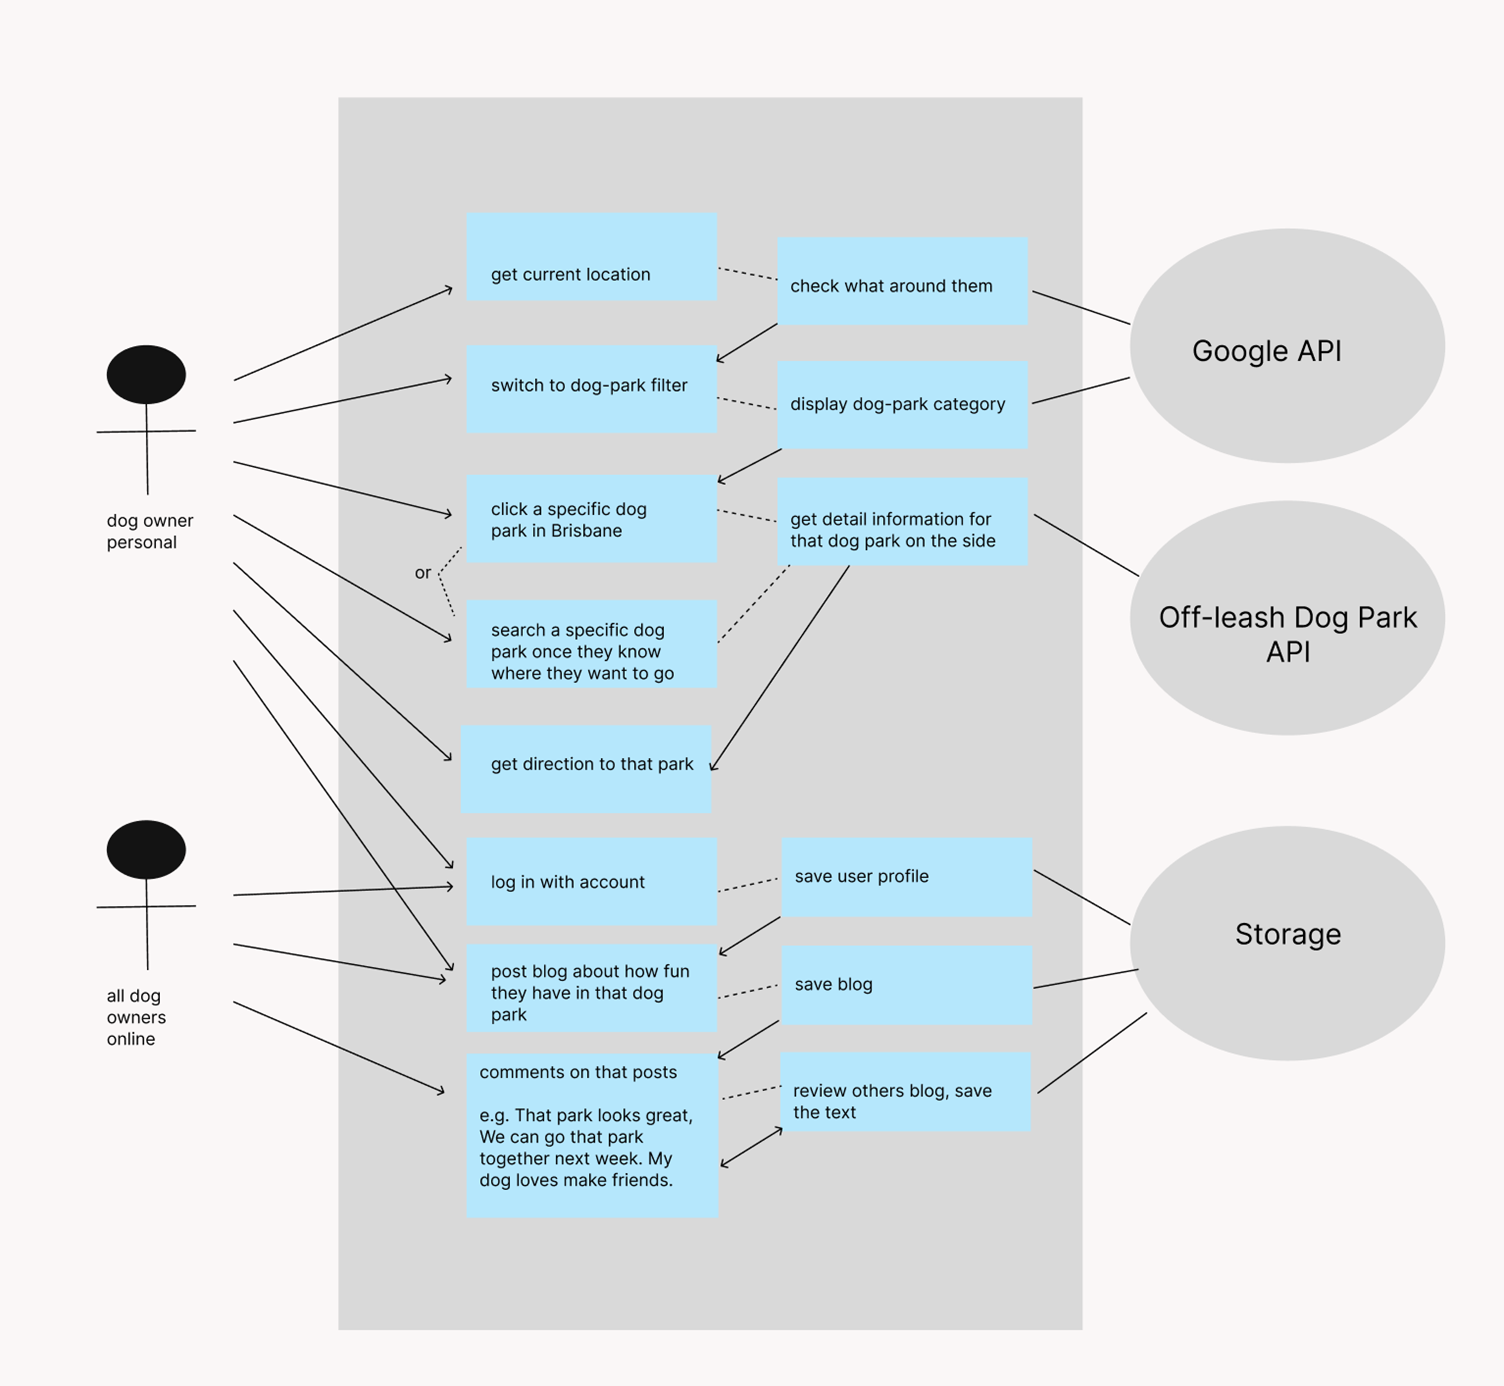 get current location
check what around them
Google API
switch to dog-park filter
display dog-park category
dog owner
personal
click a specific dog
park in Brisbane
get detail information for
that dog park on the side
or
search a specific dog
park once they know
where they want to go
Off-leash Dog Park
API
get direction to that park
all dog
owners
online
log in with account
save user profile
Storage
post blog about how fun
they have in that dog
park
save blog
comments on that posts
e.g. That park looks great,
We can go that park
together next week. My
dog loves make friends.
review others blog, save
the text